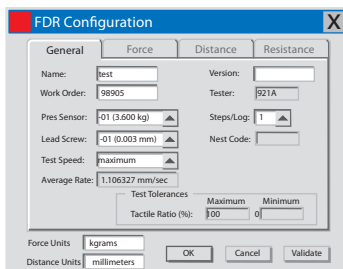 FDR Configuration X
General Force Distance Resistance
Name: test Version:
Work Order: 98905 Tester: 921A
Pres Sensor: -01 (3.600 kg) Steps/Log: 1
Lead Screw: -01 (0.003 mm) Nest Code:
Test Speed: maximum
Average Rate: 1.106327 mm/sec
Test Tolerances
Maximum Minimum
Tactile Ratio (%): 100 0
Force Units kgrams
OK Cancel Validate
Distance Units millimeters